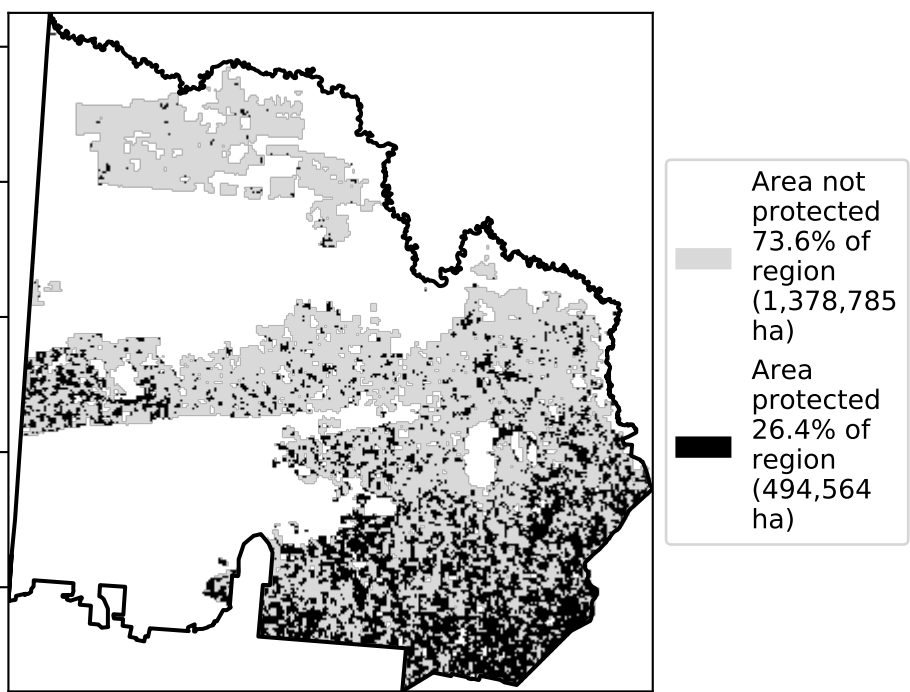 Area not
protected
73.6% of
region
(1,378,785
ha)
Area
protected
26.4% of
region
(494,564
ha)